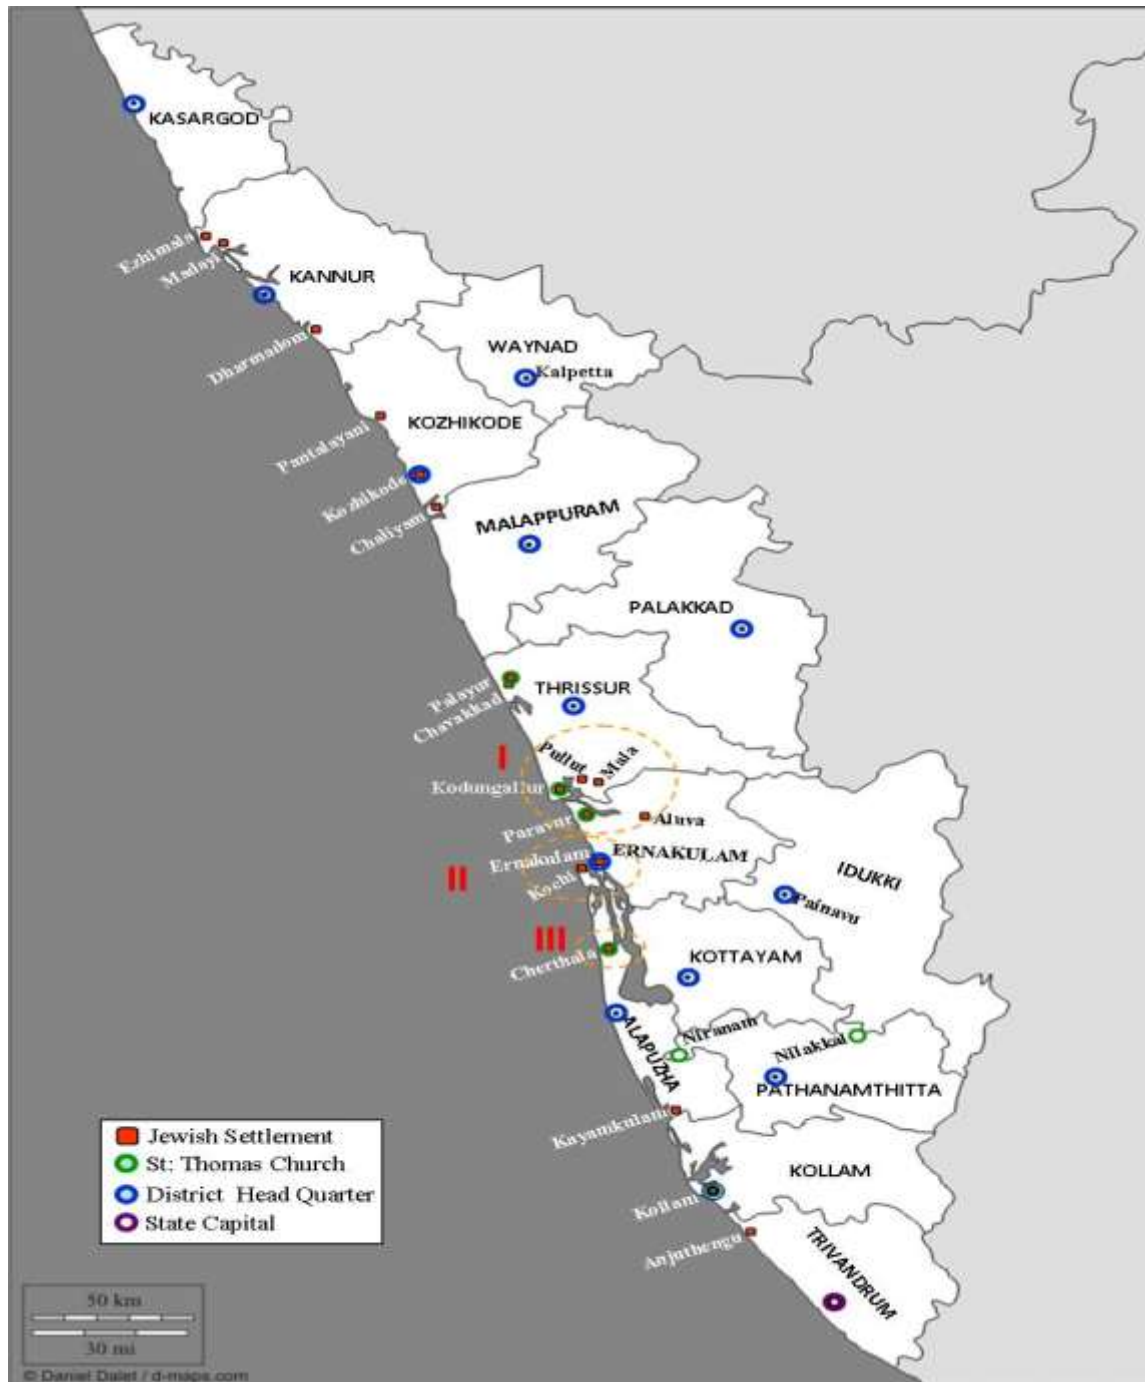 KASARGOD
Ezhimala
Madayi
KANNUR
Dharmadom
WAYNAD
Kalpetta
KOZHIKODE
Pantalayani
Kozhikode
Chaliyam
MALAPPURAM
PALAKKAD
Palayur
THRISSUR
Chavakkad
I
Pullut
Mala
Kodungallur
Paravur
Aluva
Ernakulam
ERNAKULAM
II
Kochi
IDUKKI
Painavu
III
Cherthala
KOTTAYAM
Niranam
Nilakkal
ALAPUZHA
PATHANAMTHITTA
Kayamkulam
KOLLAM
Kollam
Anjuthengu
TRIVANDRUM
Jewish Settlement
St: Thomas Church
District Head Quarter
State Capital
50 km
30 mi
© Daniel Dalet / d-maps.com